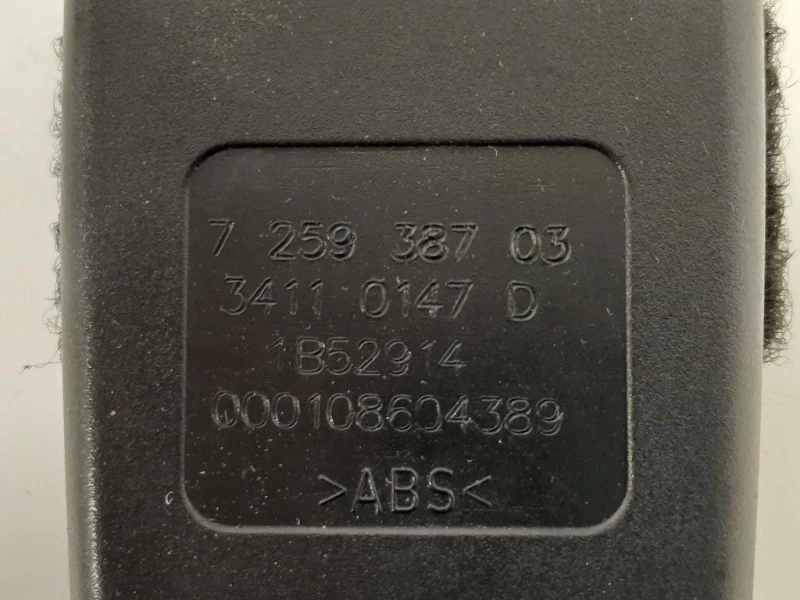 7 259 387 03
3411 0147 D
1B52914
000108604389
>ABS<